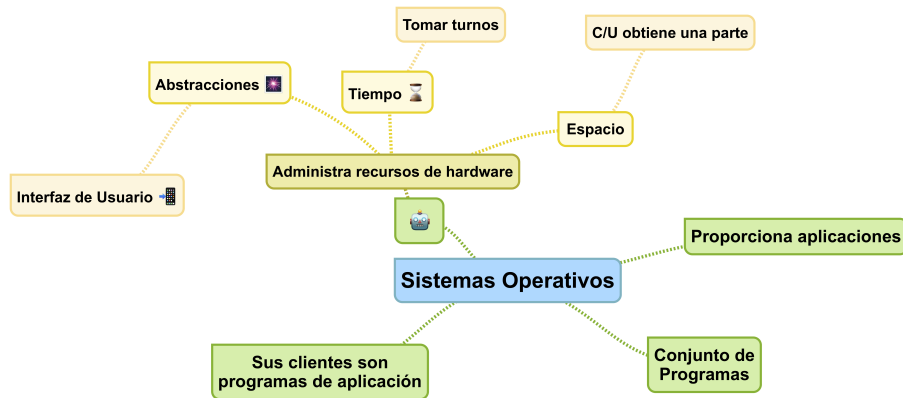 Tomar turnos
C/U obtiene una parte
Abstracciones
Tiempo
Espacio
Administra recursos de hardware
Interfaz de Usuario
Proporciona aplicaciones
Sistemas Operativos
Sus clientes son
programas de aplicación
Conjunto de
Programas